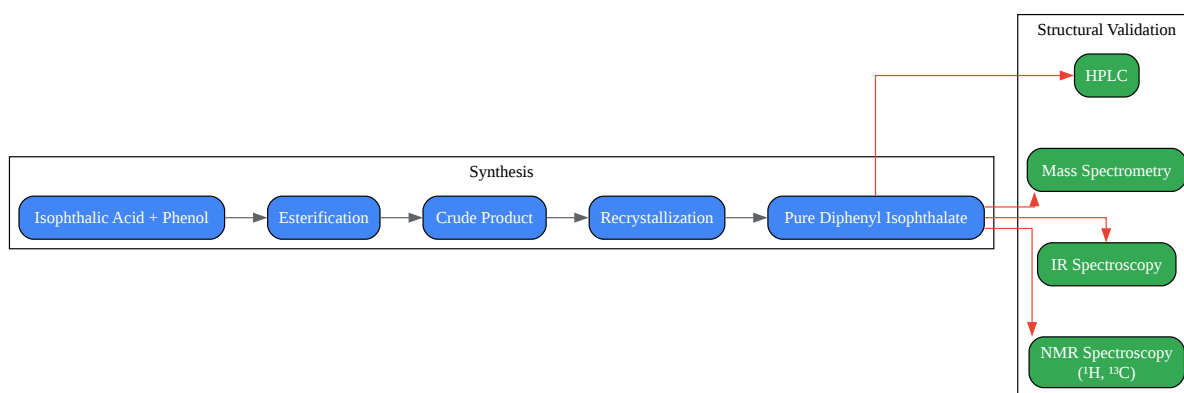 Structural Validation
HPLC
Synthesis
Isophthalic Acid + Phenol
Esterification
Crude Product
Recrystallization
Pure Diphenyl Isophthalate
Mass Spectrometry
IR Spectroscopy
NMR Spectroscopy
(¹H, ¹³C)